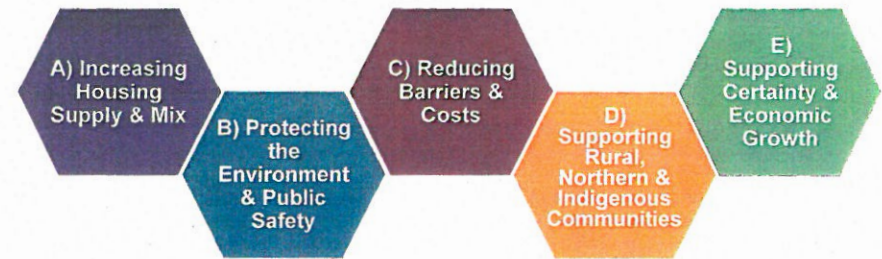 A) Increasing
Housing
Supply & Mix
B) Protecting
the
Environment
& Public
Safety
C) Reducing
Barriers &
Costs
D)
Supporting
Rural,
Northern &
Indigenous
Communities
E)
Supporting
Certainty &
Economic
Growth